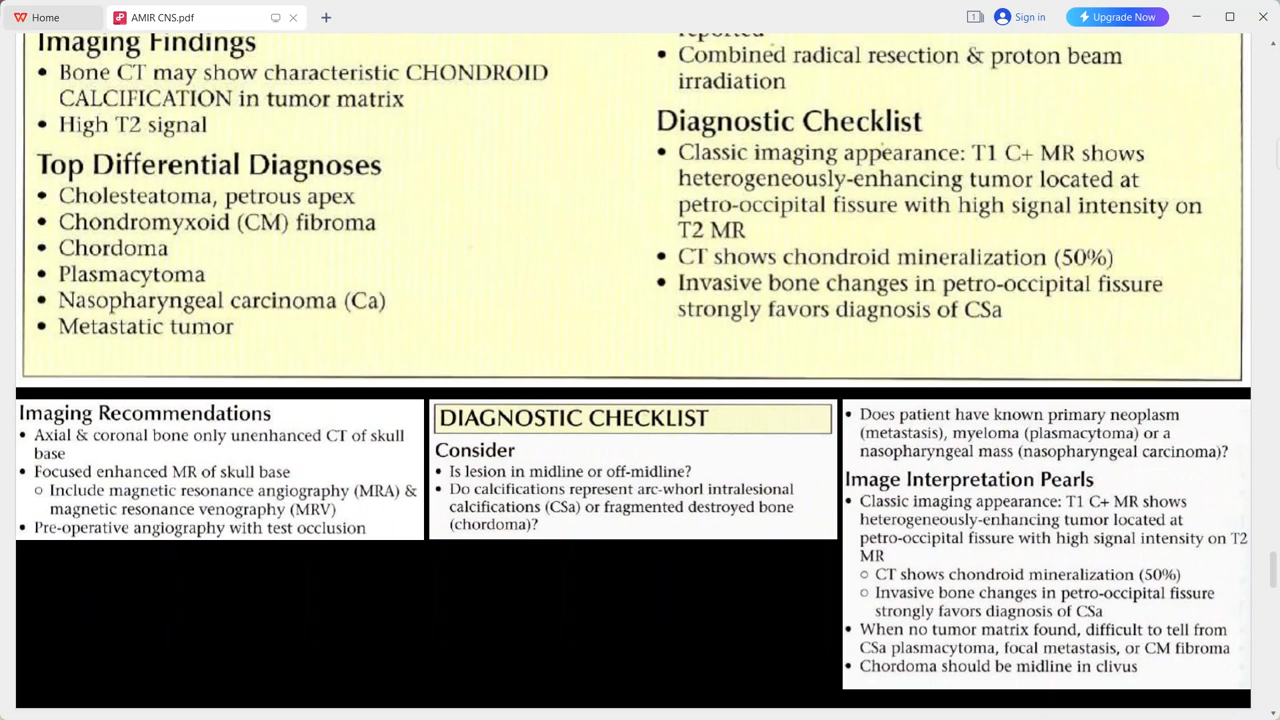 Home
AMIR CNS.pdf
1
Sign in
Upgrade Now
Imaging Findings
• Bone CT may show characteristic CHONDROID
CALCIFICATION in tumor matrix
• High T2 signal
Top Differential Diagnoses
• Cholesteatoma, petrous apex
• Chondromyxoid (CM) fibroma
• Chordoma
• Plasmacytoma
• Nasopharyngeal carcinoma (Ca)
• Metastatic tumor
reported
• Combined radical resection & proton beam
irradiation
Diagnostic Checklist
• Classic imaging appearance: T1 C+ MR shows
heterogeneously-enhancing tumor located at
petro-occipital fissure with high signal intensity on
T2 MR
• CT shows chondroid mineralization (50%)
• Invasive bone changes in petro-occipital fissure
strongly favors diagnosis of CSa
Imaging Recommendations
• Axial & coronal bone only unenhanced CT of skull
base
• Focused enhanced MR of skull base
o Include magnetic resonance angiography (MRA) &
magnetic resonance venography (MRV)
• Pre-operative angiography with test occlusion
DIAGNOSTIC CHECKLIST
Consider
• Is lesion in midline or off-midline?
• Do calcifications represent arc-whorl intralesional
calcifications (CSa) or fragmented destroyed bone
(chordoma)?
• Does patient have known primary neoplasm
(metastasis), myeloma (plasmacytoma) or a
nasopharyngeal mass (nasopharyngeal carcinoma)?
Image Interpretation Pearls
• Classic imaging appearance: T1 C+ MR shows
heterogeneously-enhancing tumor located at
petro-occipital fissure with high signal intensity on T2
MR
o CT shows chondroid mineralization (50%)
o Invasive bone changes in petro-occipital fissure
strongly favors diagnosis of CSa
• When no tumor matrix found, difficult to tell from
CSa plasmacytoma, focal metastasis, or CM fibroma
• Chordoma should be midline in clivus